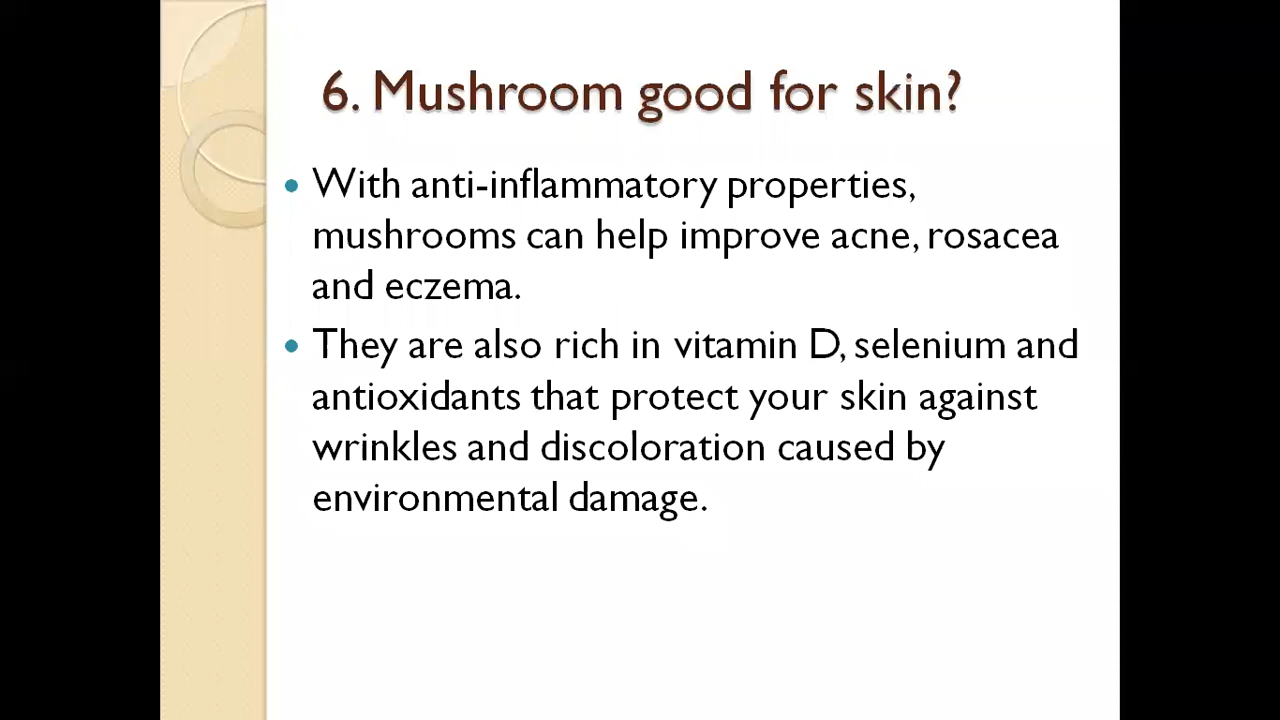 6. Mushroom good for skin?
• With anti-inflammatory properties,
mushrooms can help improve acne, rosacea
and eczema.
• They are also rich in vitamin D, selenium and
antioxidants that protect your skin against
wrinkles and discoloration caused by
environmental damage.